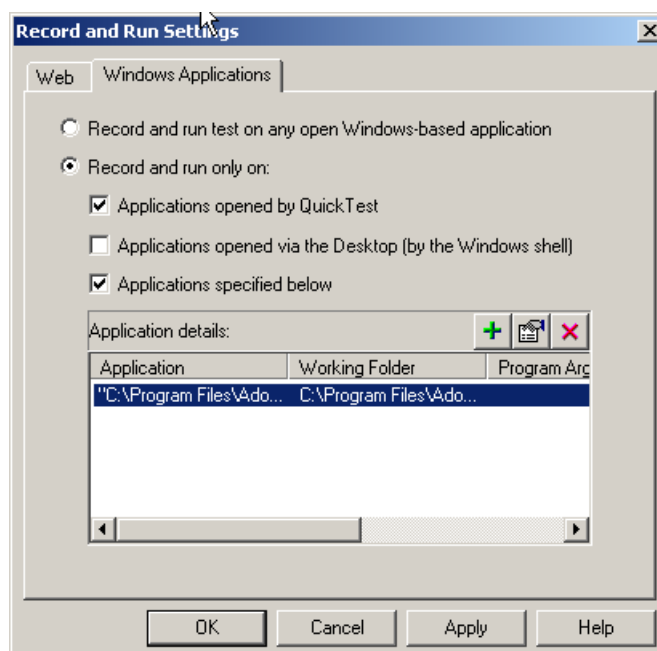 Record and Run Settings
Web
Windows Applications
Record and run test on any open Windows-based application
Record and run only on:
Applications opened by QuickTest
Applications opened via the Desktop (by the Windows shell)
Applications specified below
Application details:
Application Working Folder Program Arg
"C:\Program Files\Ado... C:\Program Files\Ado...
OK Cancel Apply Help